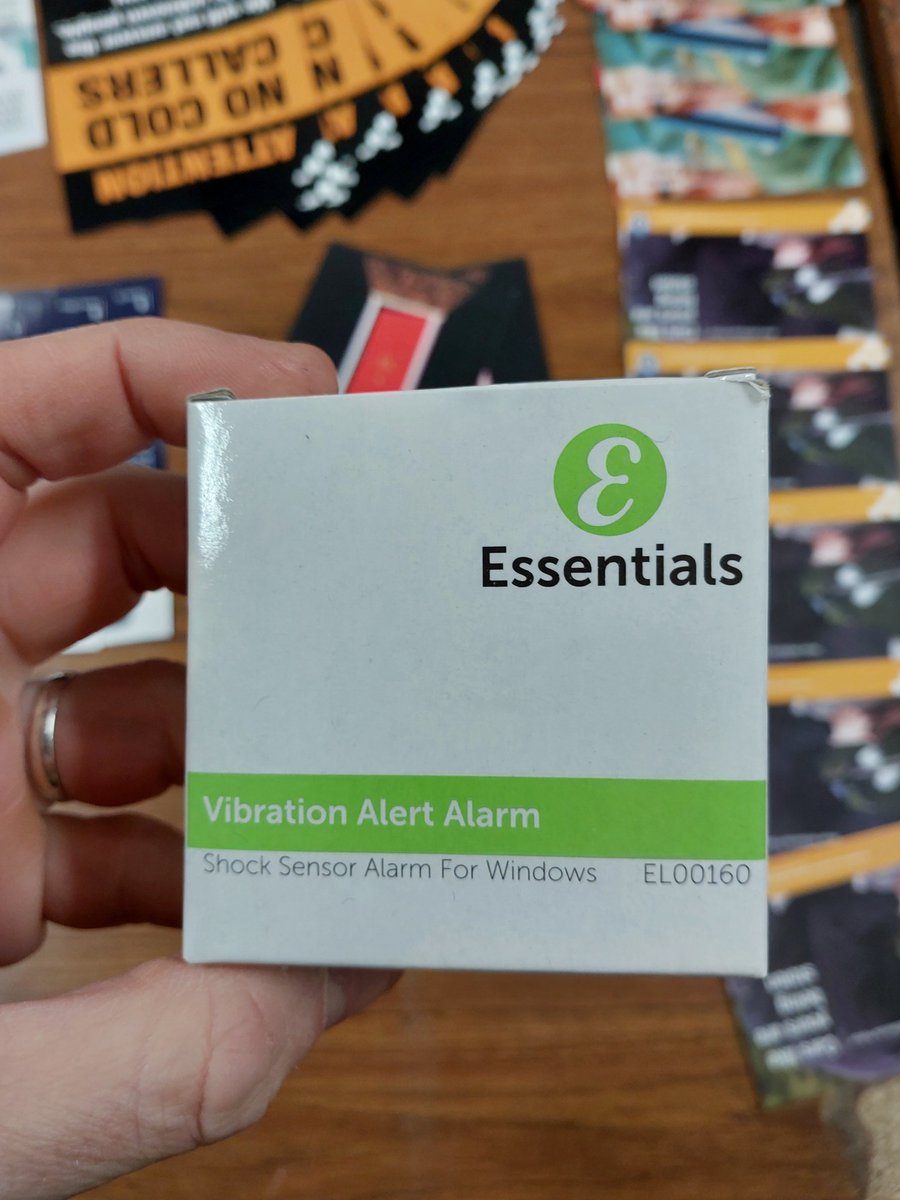 ATTENTION
NO COLD
CALLERS
Ɛ
Essentials
Vibration Alert Alarm
Shock Sensor Alarm For Windows EL00160